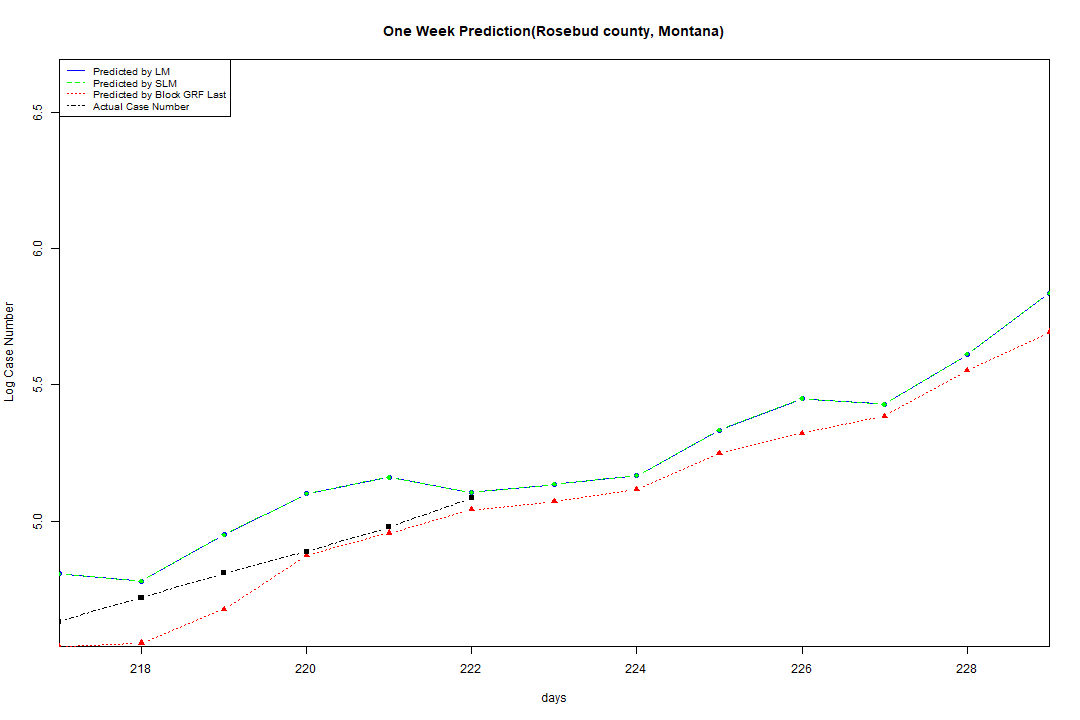 One Week Prediction(Rosebud county, Montana)
Predicted by LM
Predicted by SLM
Predicted by Block GRF Last
Actual Case Number
6.5
6.0
5.5
5.0
Log Case Number
218 220 222 224 226 228
days